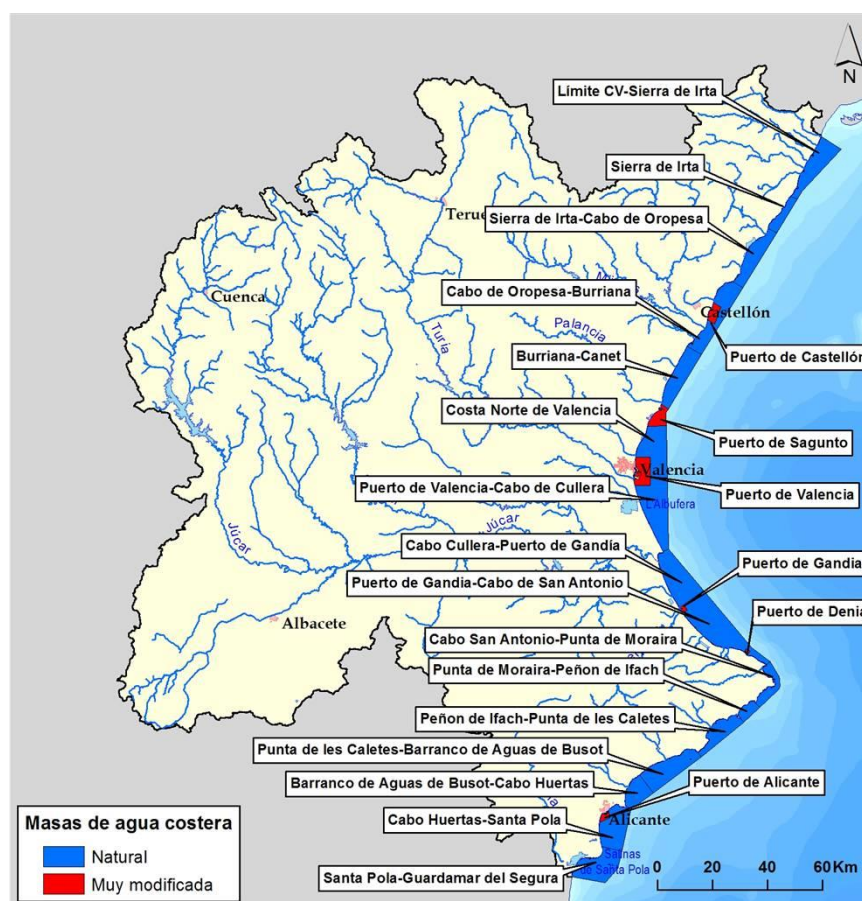 N
Límite CV-Sierra de Irta
Sierra de Irta
Sierra de Irta-Cabo de Oropesa
Cuenca
Turia
Cabo de Oropesa-Burriana
Castellón
Palancia
Puerto de Castellón
Burriana-Canet
Costa Norte de Valencia
Puerto de Sagunto
Valencia
Puerto de Valencia-Cabo de Cullera
Puerto de Valencia
L'Albufera
Júcar
Júcar
Cabo Cullera-Puerto de Gandía
Puerto de Gandia
Puerto de Gandia-Cabo de San Antonio
Puerto de Denia
Albacete
Cabo San Antonio-Punta de Moraira
Punta de Moraira-Peñon de Ifach
Peñon de Ifach-Punta de les Caletes
Punta de les Caletes-Barranco de Aguas de Busot
Barranco de Aguas de Busot-Cabo Huertas
Puerto de Alicante
Cabo Huertas-Santa Pola
Alicante
Salinas
de Santa Pola
Santa Pola-Guardamar del Segura
Masas de agua costera
Natural
Muy modificada
0 20 40 60 Km